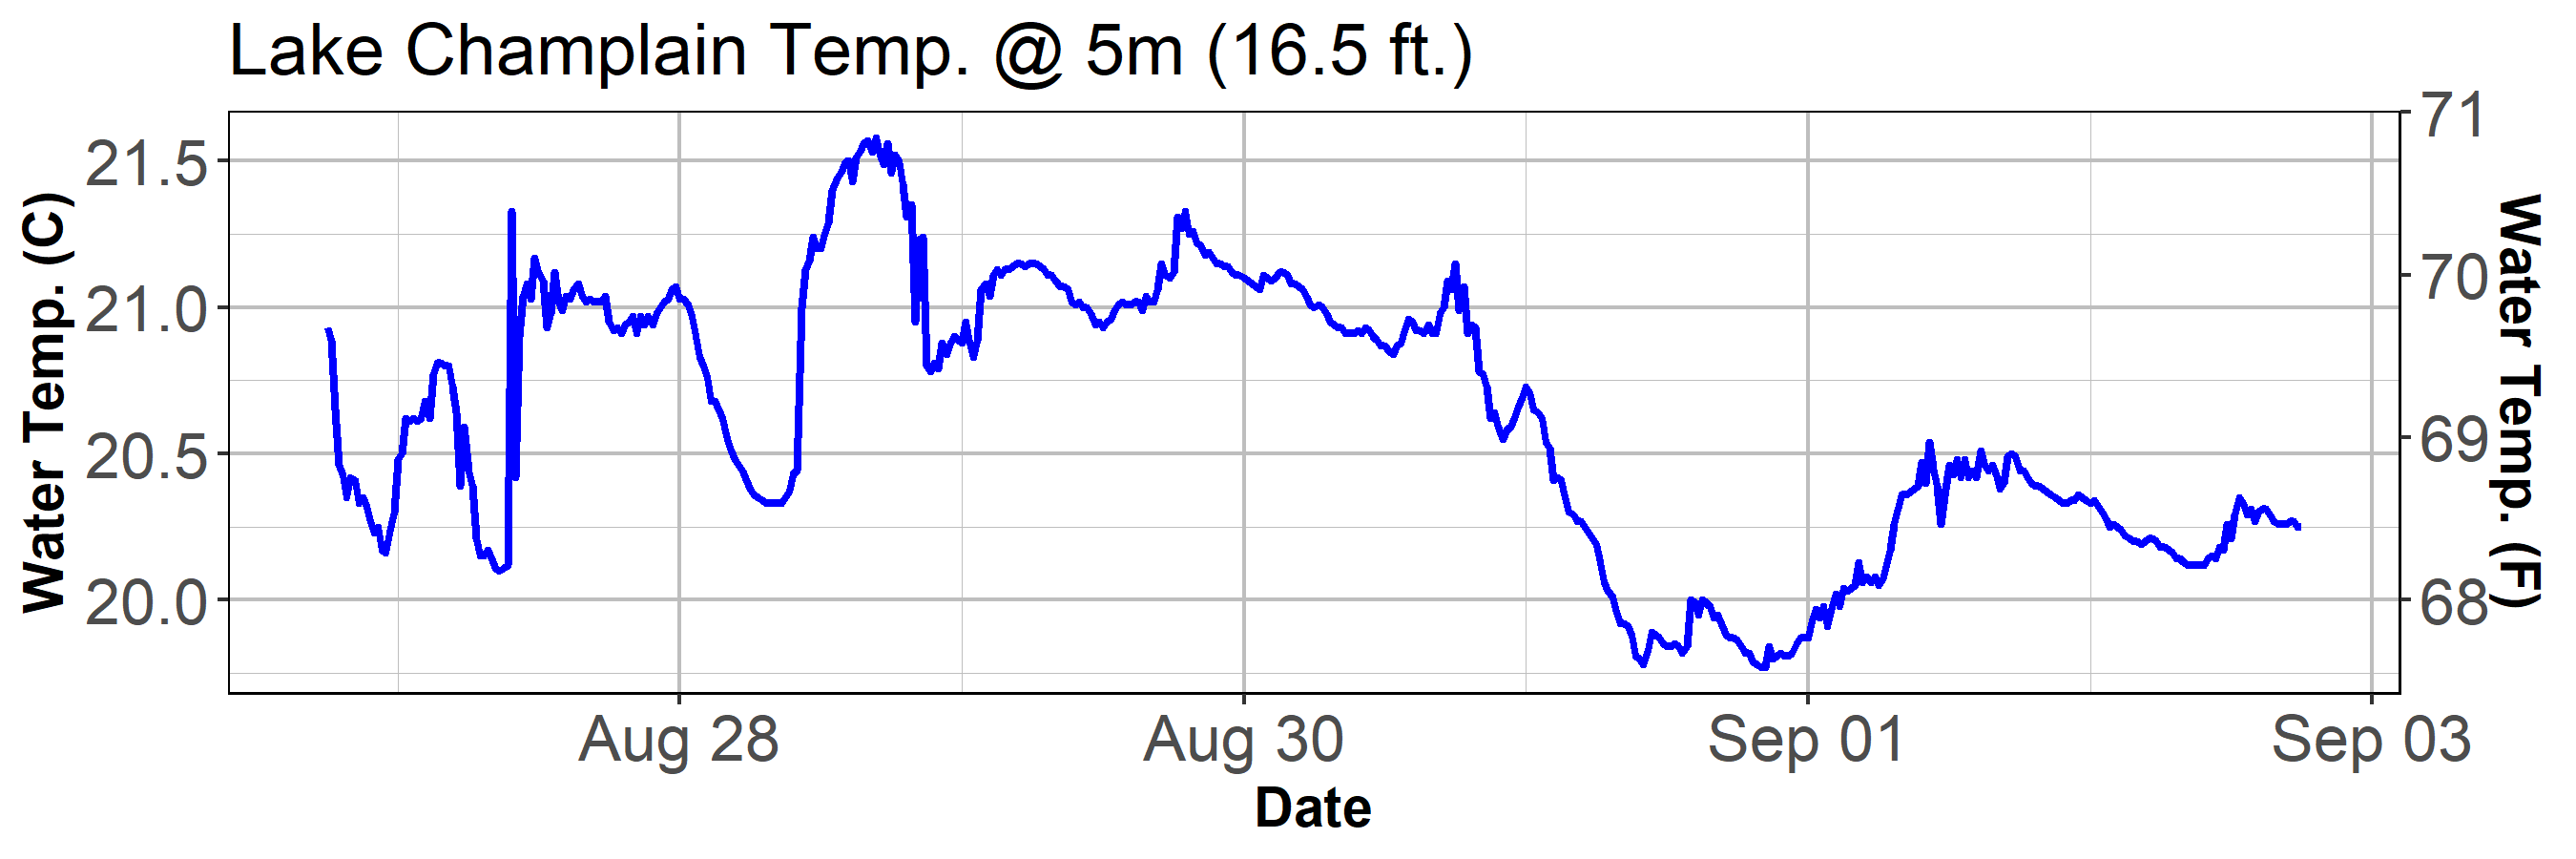 Lake Champlain Temp. @ 5m (16.5 ft.)
Water Temp. (C)
21.5
21.0
20.5
20.0
71
70
69
68
Water Temp. (F)
Aug 28
Aug 30
Sep 01
Sep 03
Date